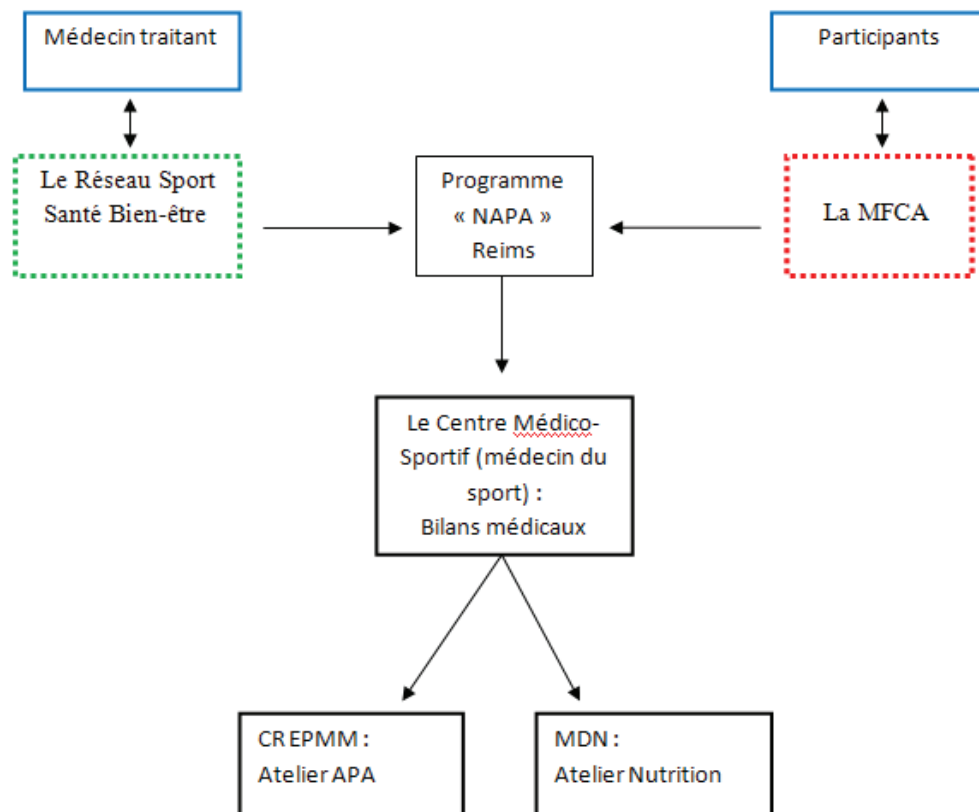 Médecin traitant
Participants
Le Réseau Sport
Santé Bien-être
Programme
« NAPA »
Reims
La MFCA
Le Centre Médico-
Sportif (médecin du
sport) :
Bilans médicaux
CREPMM :
Atelier APA
MDN :
Atelier Nutrition